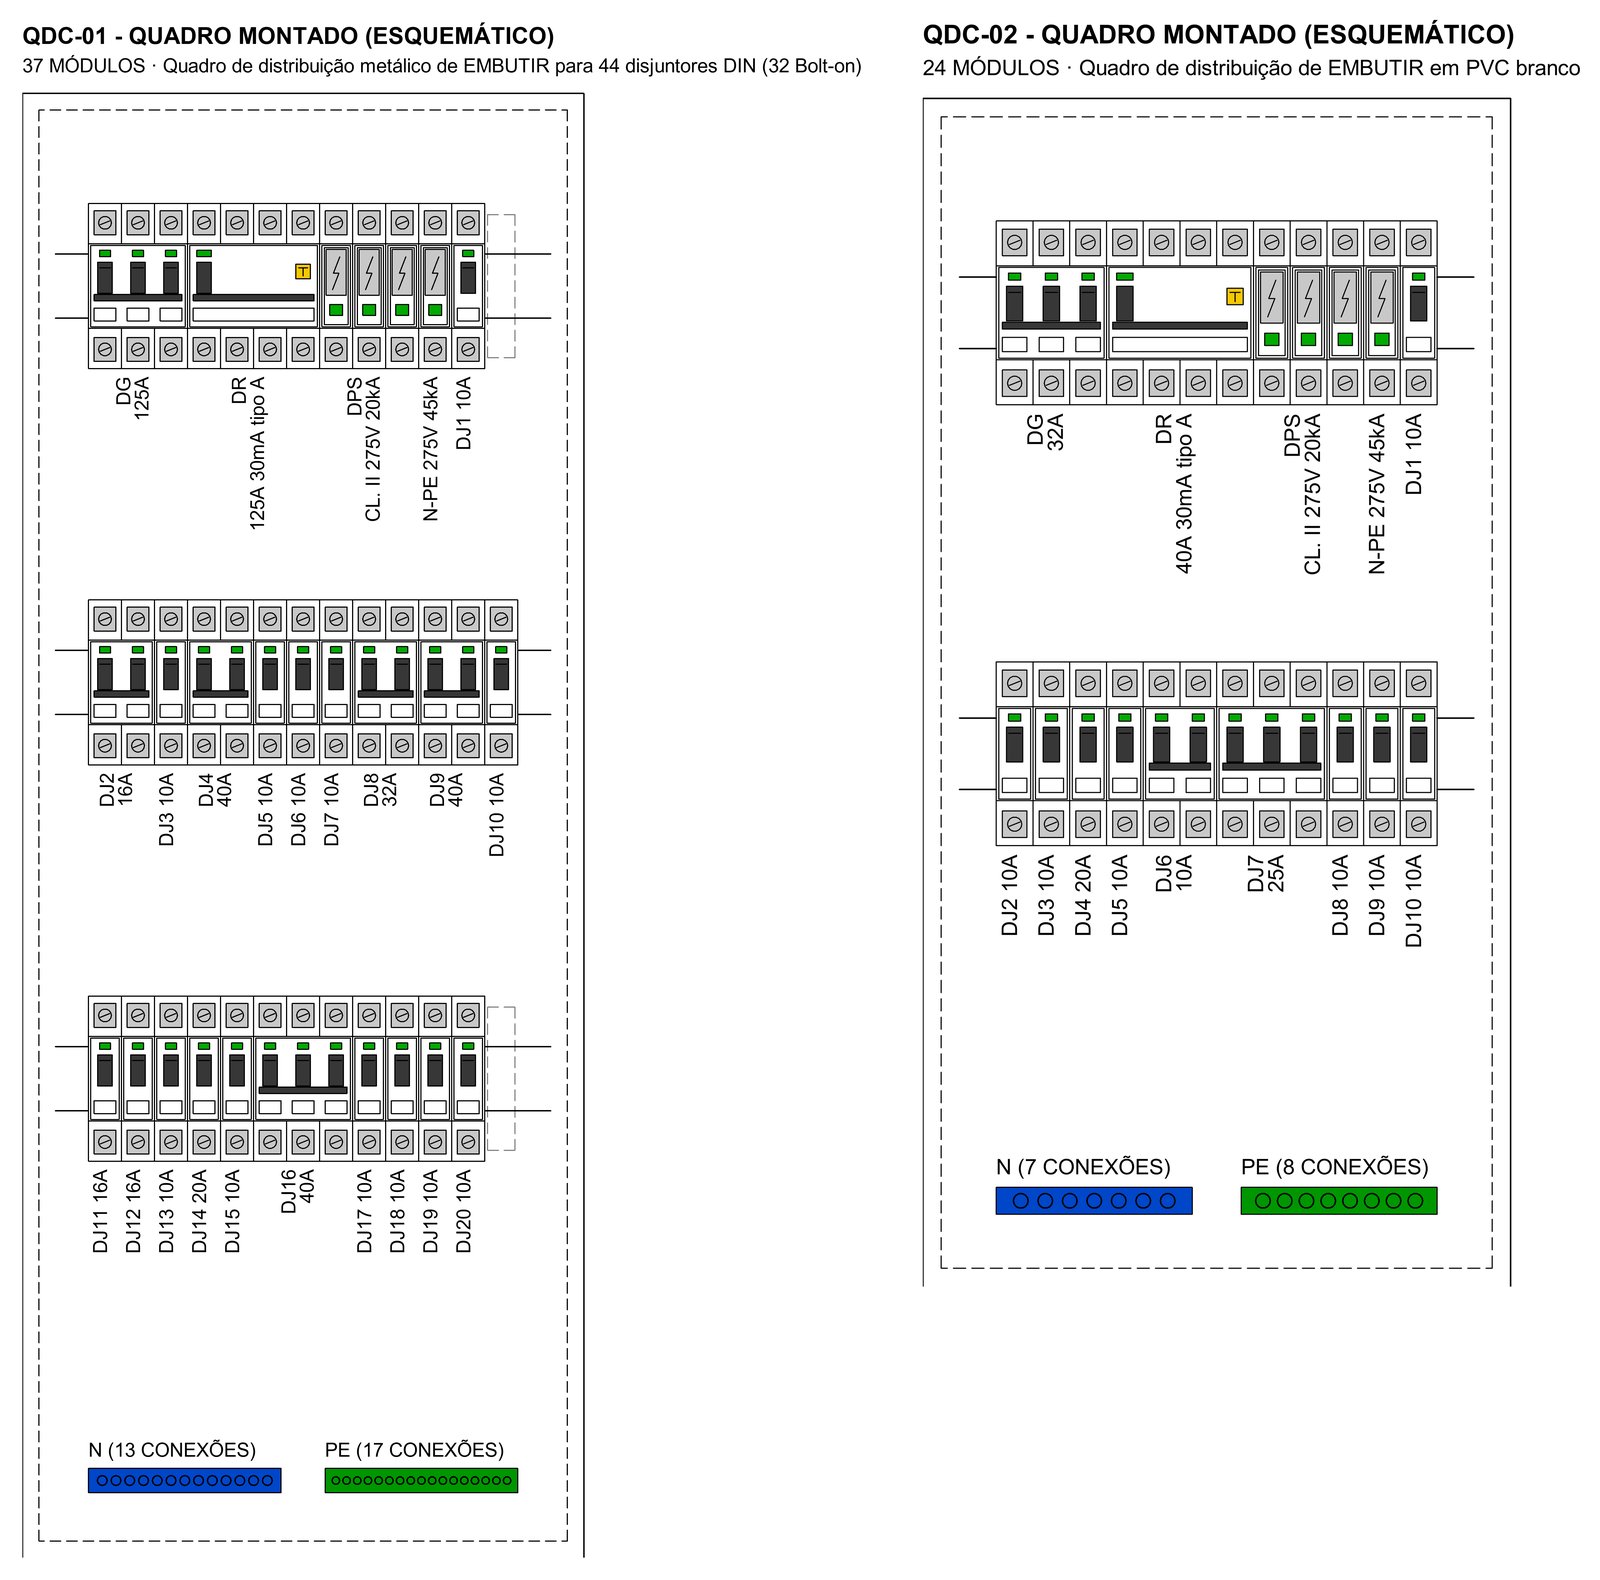 QDC-01 - QUADRO MONTADO (ESQUEMÁTICO)
37 MÓDULOS · Quadro de distribuição metálico de EMBUTIR para 44 disjuntores DIN (32 Bolt-on)
DG
125A
DR
125A 30mA tipo A
DPS
CL. II 275V 20kA
N-PE 275V 45kA
DJ1 10A
DJ2
16A
DJ3 10A
DJ4
40A
DJ5 10A
DJ6 10A
DJ7 10A
DJ8
32A
DJ9
40A
DJ10 10A
DJ11 16A
DJ12 16A
DJ13 10A
DJ14 20A
DJ15 10A
DJ16
40A
DJ17 10A
DJ18 10A
DJ19 10A
DJ20 10A
N (13 CONEXÕES)
PE (17 CONEXÕES)
QDC-02 - QUADRO MONTADO (ESQUEMÁTICO)
24 MÓDULOS · Quadro de distribuição de EMBUTIR em PVC branco
DG
32A
DR
40A 30mA tipo A
DPS
CL. II 275V 20kA
N-PE 275V 45kA
DJ1 10A
DJ2 10A
DJ3 10A
DJ4 20A
DJ5 10A
DJ6
10A
DJ7
25A
DJ8 10A
DJ9 10A
DJ10 10A
N (7 CONEXÕES)
PE (8 CONEXÕES)